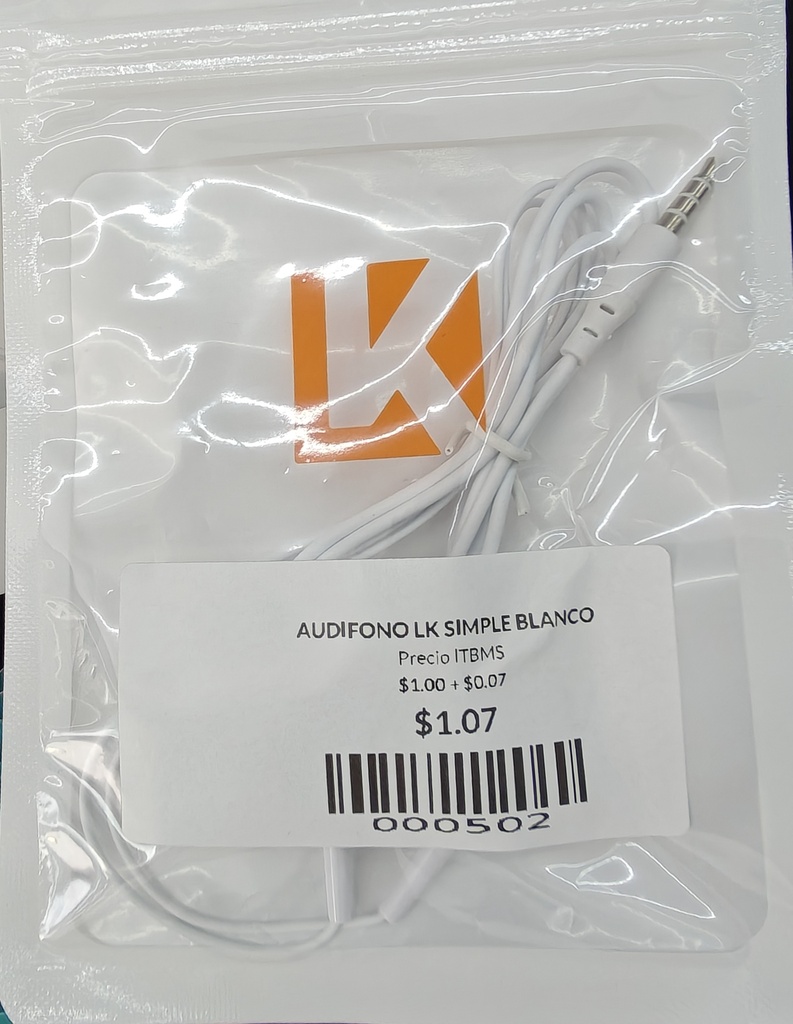 LK
AUDIFONO LK SIMPLE BLANCO
Precio ITBMS
$1.00 + $0.07
$1.07
000502